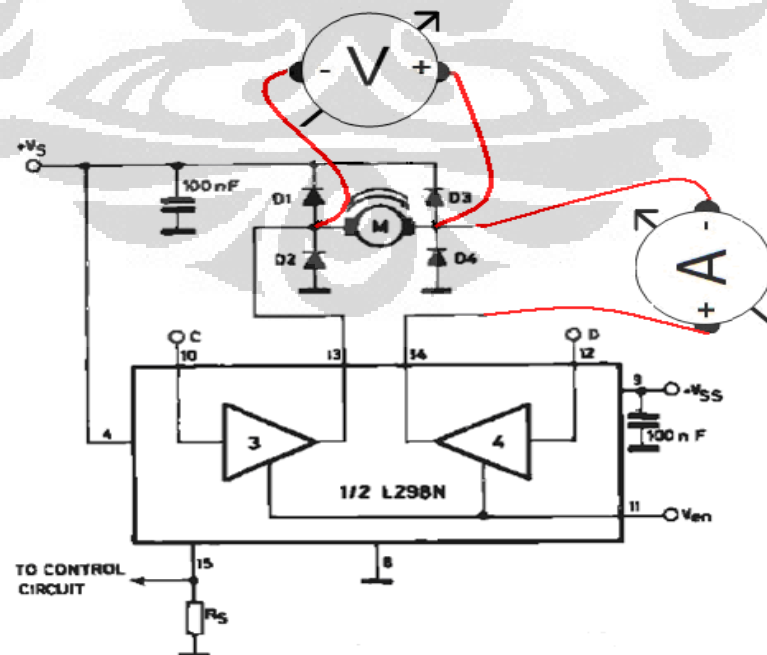 - V +
+VS
100 nF
D1
D3
M
D2
D4
-
A
+
C
D
10
13
14
12
4
3
4
9
+VSS
100 n F
1/2 L298N
11
Ven
15
8
TO CONTROL
CIRCUIT
RS